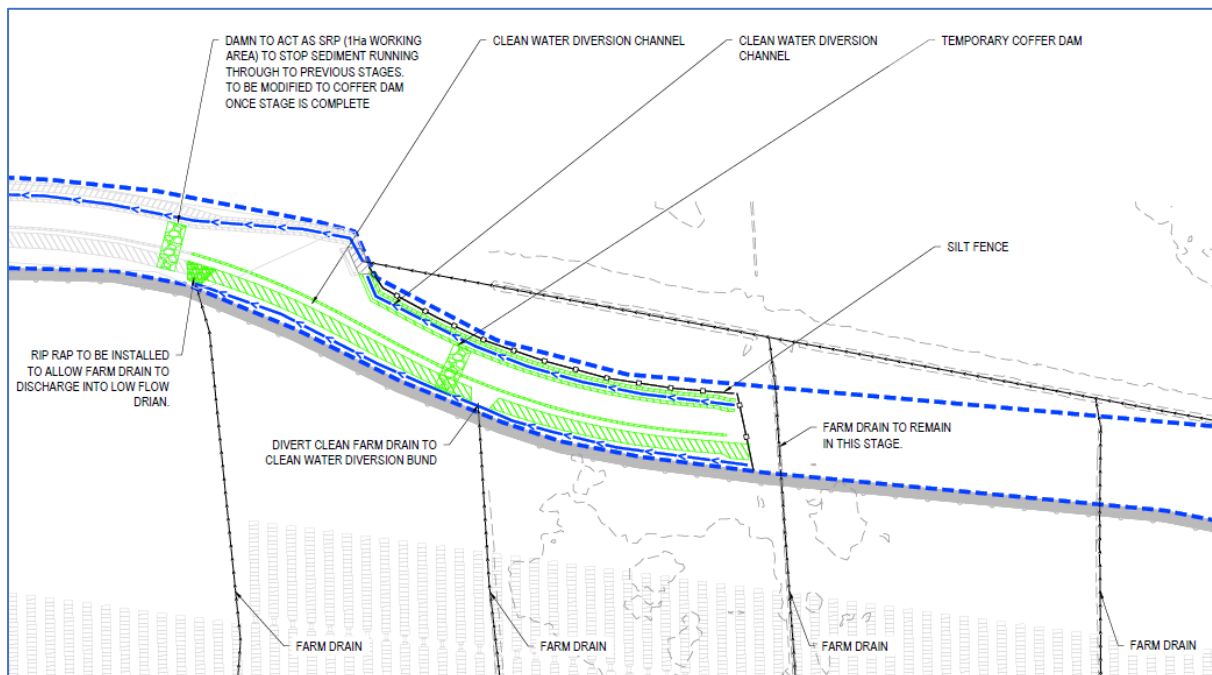 DAMN TO ACT AS SRP (1Ha WORKING
AREA) TO STOP SEDIMENT RUNNING
THROUGH TO PREVIOUS STAGES.
TO BE MODIFIED TO COFFER DAM
ONCE STAGE IS COMPLETE
CLEAN WATER DIVERSION CHANNEL
CLEAN WATER DIVERSION
CHANNEL
TEMPORARY COFFER DAM
SILT FENCE
RIP RAP TO BE INSTALLED
TO ALLOW FARM DRAIN TO
DISCHARGE INTO LOW FLOW
DRIAN.
DIVERT CLEAN FARM DRAIN TO
CLEAN WATER DIVERSION BUND
FARM DRAIN TO REMAIN
IN THIS STAGE.
FARM DRAIN
FARM DRAIN
FARM DRAIN
FARM DRAIN